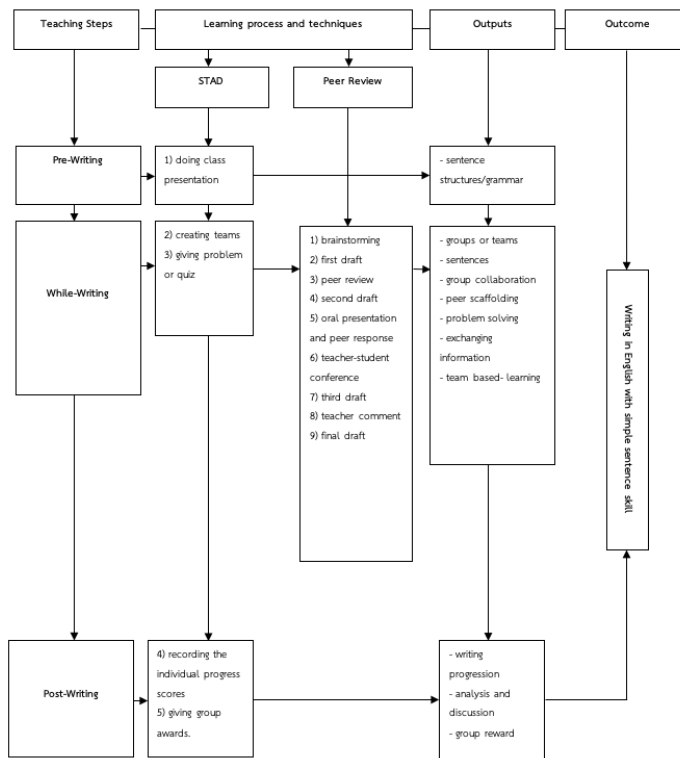 Teaching Steps
Learning process and techniques
Outputs
Outcome
STAD
Peer Review
Pre-Writing
1) doing class
presentation
- sentence
structures/grammar
While-Writing
2) creating teams
3) giving problem
or quiz
1) brainstorming
2) first draft
3) peer review
4) second draft
5) oral presentation
and peer response
6) teacher-student
conference
7) third draft
8) teacher comment
9) final draft
- groups or teams
- sentences
- group collaboration
- peer scaffolding
- problem solving
- exchanging
information
- team based- learning
Writing in English with simple sentence skill
Post-Writing
4) recording the
individual progress
scores
5) giving group
awards.
- writing
progression
- analysis and
discussion
- group reward